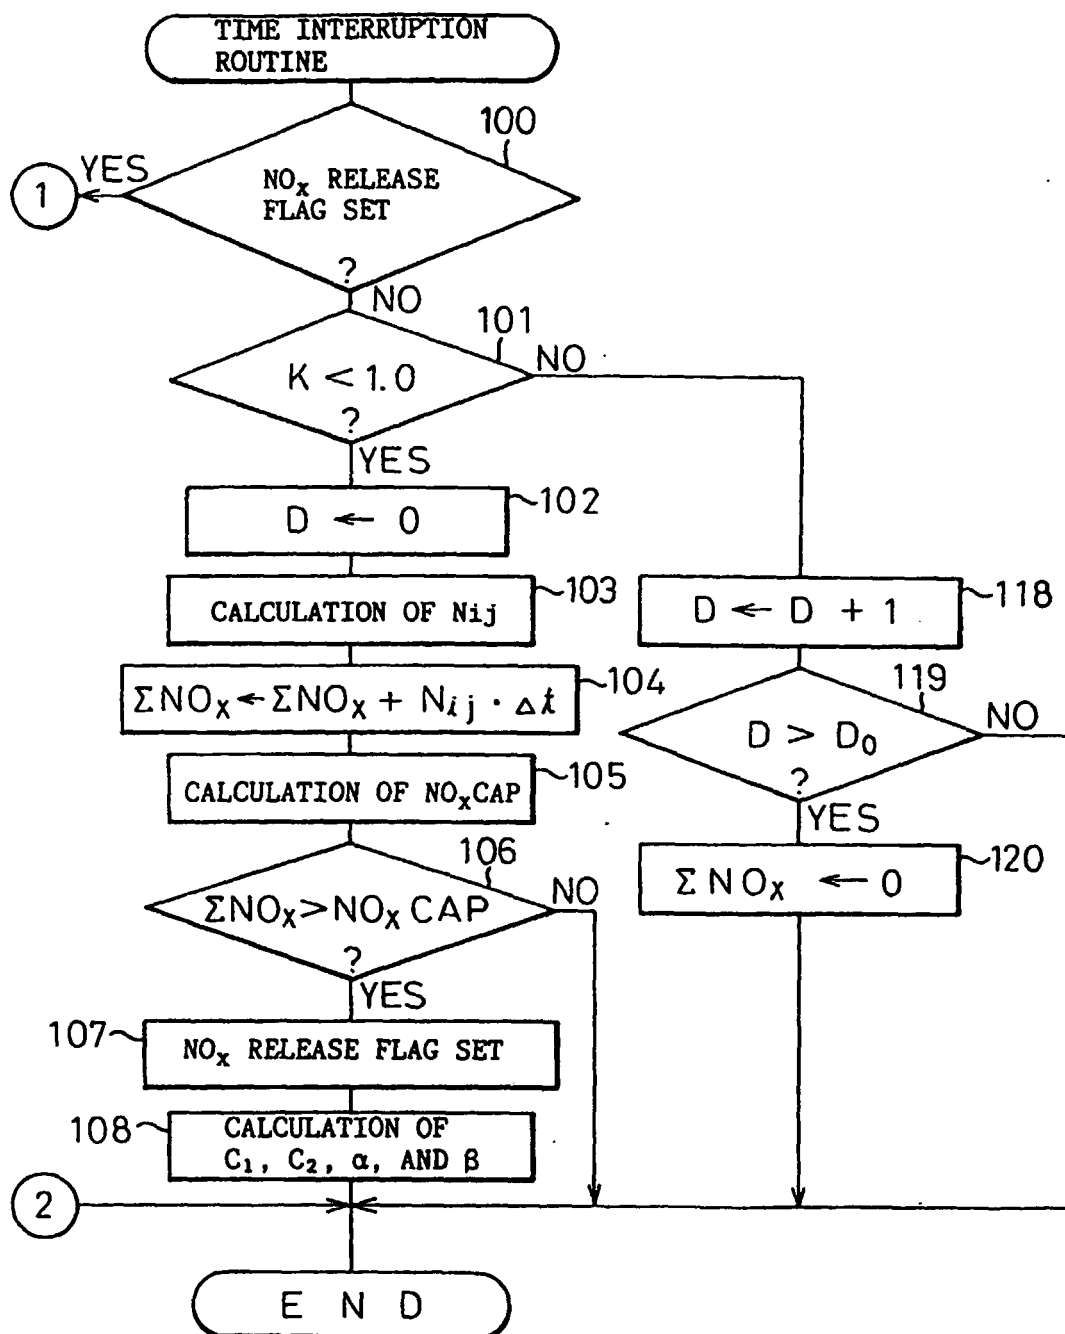 TIME INTERRUPTION
ROUTINE
100
YES
1
NOx RELEASE
FLAG SET
?
NO
101
NO
K < 1.0
?
YES
102
D ← 0
103
CALCULATION OF Nij
118
D ← D + 1
104
ΣNOx ← ΣNOx + Nij · Δt
119
NO
D > D0
?
YES
105
CALCULATION OF NOxCAP
106
NO
ΣNOx > NOx CAP
?
YES
120
ΣNOx ← 0
107
NOx RELEASE FLAG SET
108
CALCULATION OF
C1, C2, α, AND β
2
END